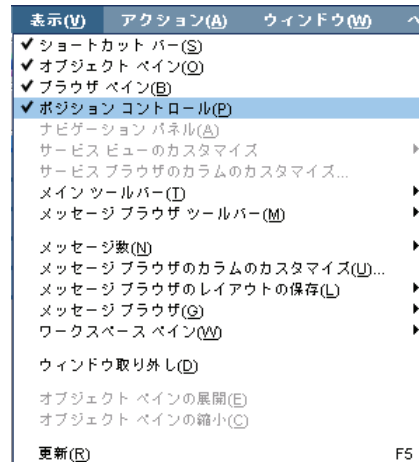 表示(V) アクション(A) ウィンドウ(W) ヘ
ショートカット バー(S)
オブジェクト ペイン(O)
ブラウザ ペイン(B)
ポジション コントロール(P)
ナビゲーション パネル(A)
サービス ビューのカスタマイズ
サービス ブラウザのカラムのカスタマイズ...
メイン ツールバー(T)
メッセージ ブラウザ ツールバー(M)
メッセージ数(N)
メッセージ ブラウザのカラムのカスタマイズ(U)...
メッセージ ブラウザのレイアウトの保存(L)
メッセージ ブラウザ(G)
ワークスペース ペイン(W)
ウィンドウ取り外し(D)
オブジェクト ペインの展開(E)
オブジェクト ペインの縮小(C)
更新(R) F5